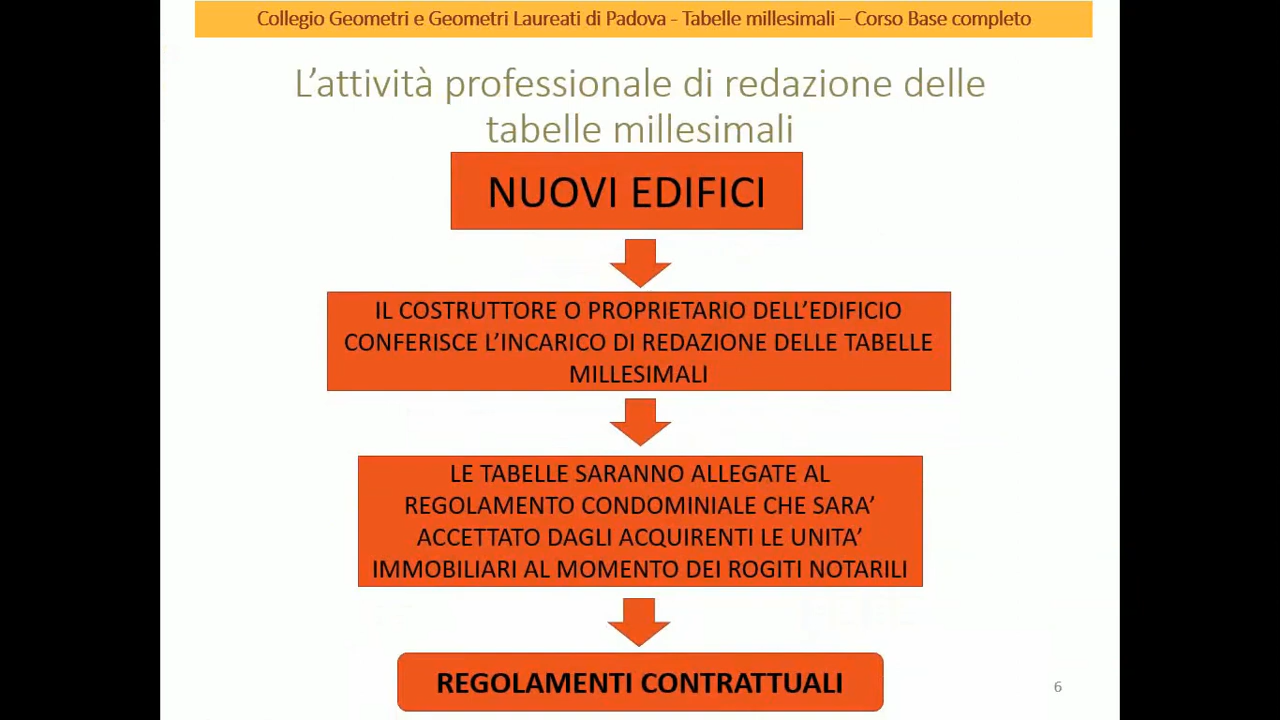 Collegio Geometri e Geometri Laureati di Padova - Tabelle millesimali – Corso Base completo
L'attività professionale di redazione delle
tabelle millesimali
NUOVI EDIFICI
IL COSTRUTTORE O PROPRIETARIO DELL'EDIFICIO
CONFERISCE L'INCARICO DI REDAZIONE DELLE TABELLE
MILLESIMALI
LE TABELLE SARANNO ALLEGATE AL
REGOLAMENTO CONDOMINIALE CHE SARA'
ACCETTATO DAGLI ACQUIRENTI LE UNITA'
IMMOBILIARI AL MOMENTO DEI ROGITI NOTARILI
REGOLAMENTI CONTRATTUALI
6